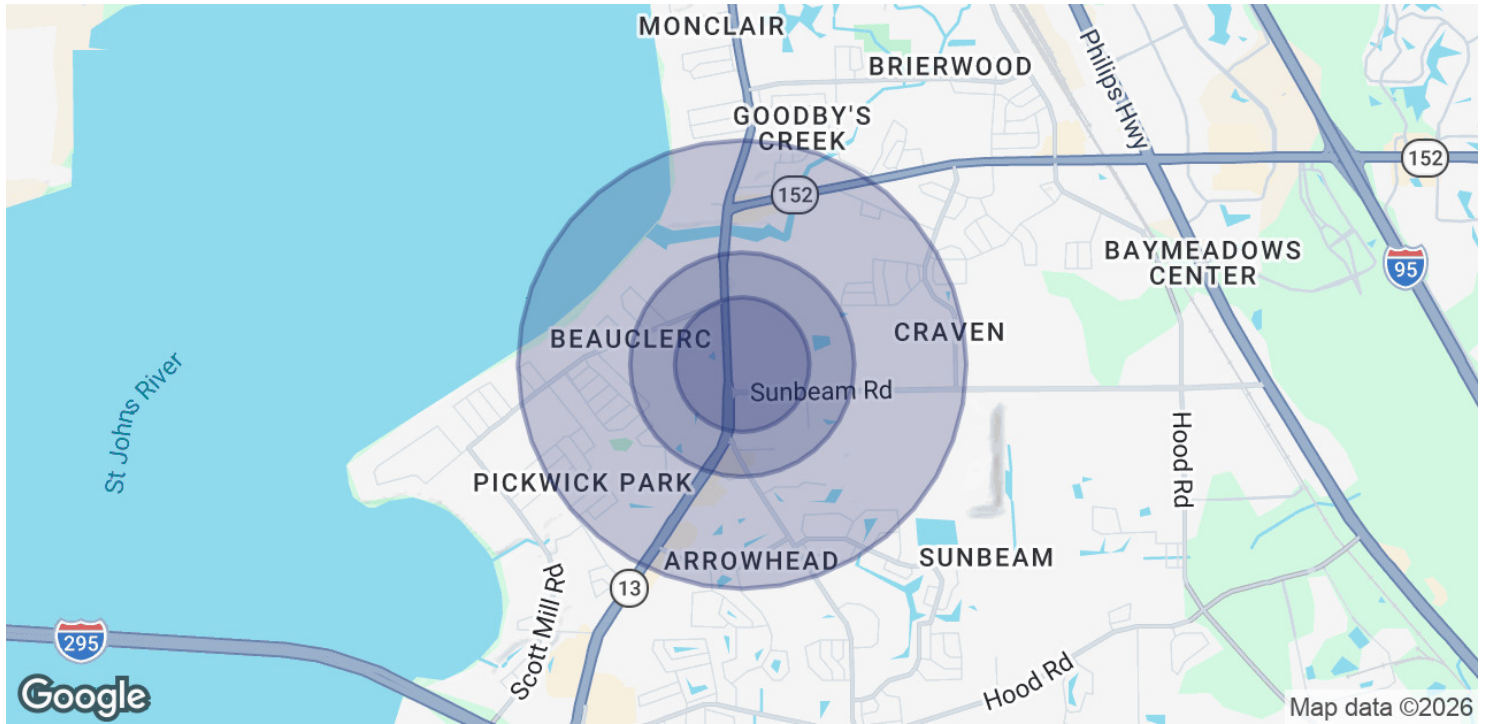 MONCLAIR
BRIERWOOD
Philips Hwy
GOODBY'S
CREEK
152
152
BAYMEADOWS
CENTER
95
BEAUCLERC
CRAVEN
St Johns River
Sunbeam Rd
Hood Rd
PICKWICK PARK
ARROWHEAD
SUNBEAM
13
Scott Mill Rd
295
Hood Rd
Google
Map data ©2026